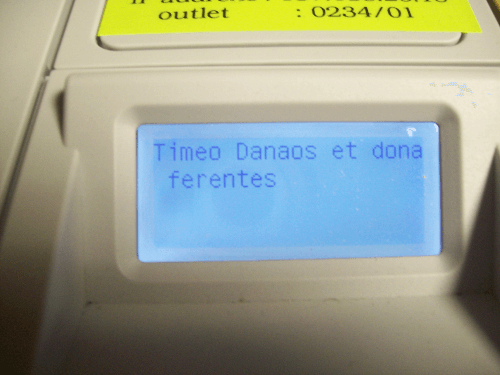 outlet : 0234/01
Timeo Danaos et dona
ferentes